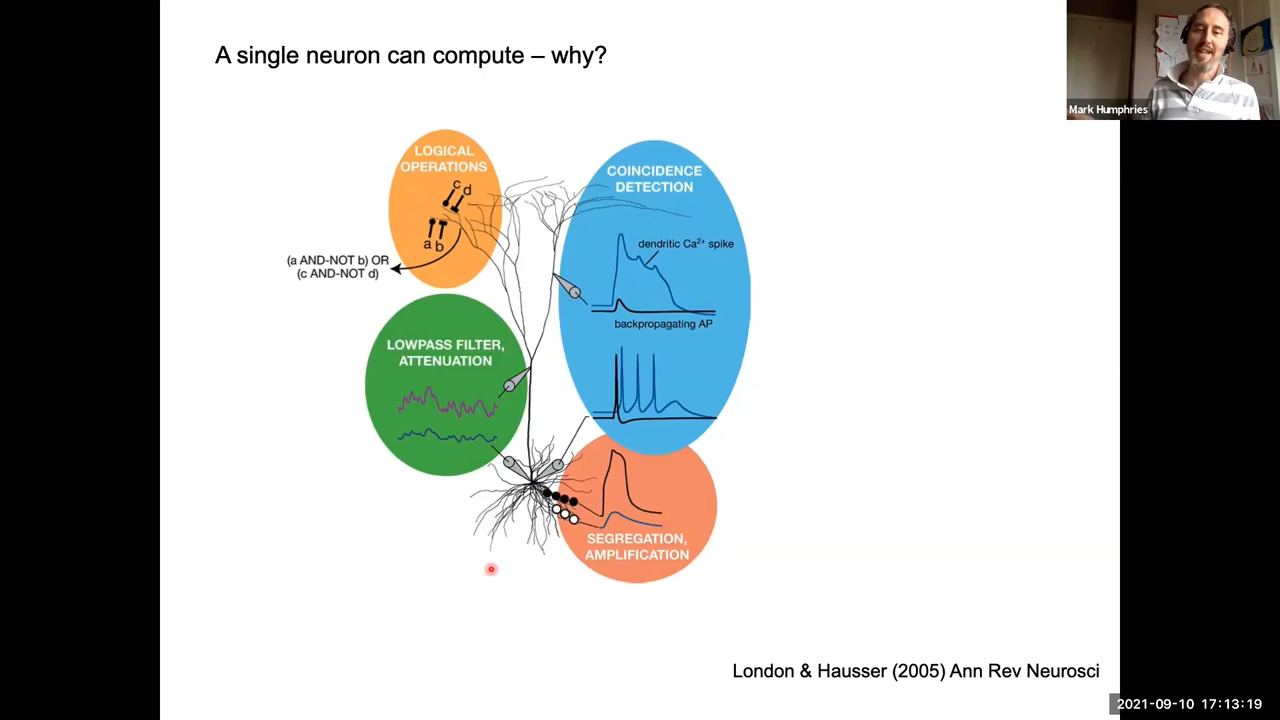 A single neuron can compute – why?
Mark Humphries
LOGICAL
OPERATIONS
c
d
a b
(a AND-NOT b) OR
(c AND-NOT d)
COINCIDENCE
DETECTION
dendritic Ca²⁺ spike
backpropagating AP
LOWPASS FILTER,
ATTENUATION
SEGREGATION,
AMPLIFICATION
London & Hausser (2005) Ann Rev Neurosci
2021-09-10 17:13:19